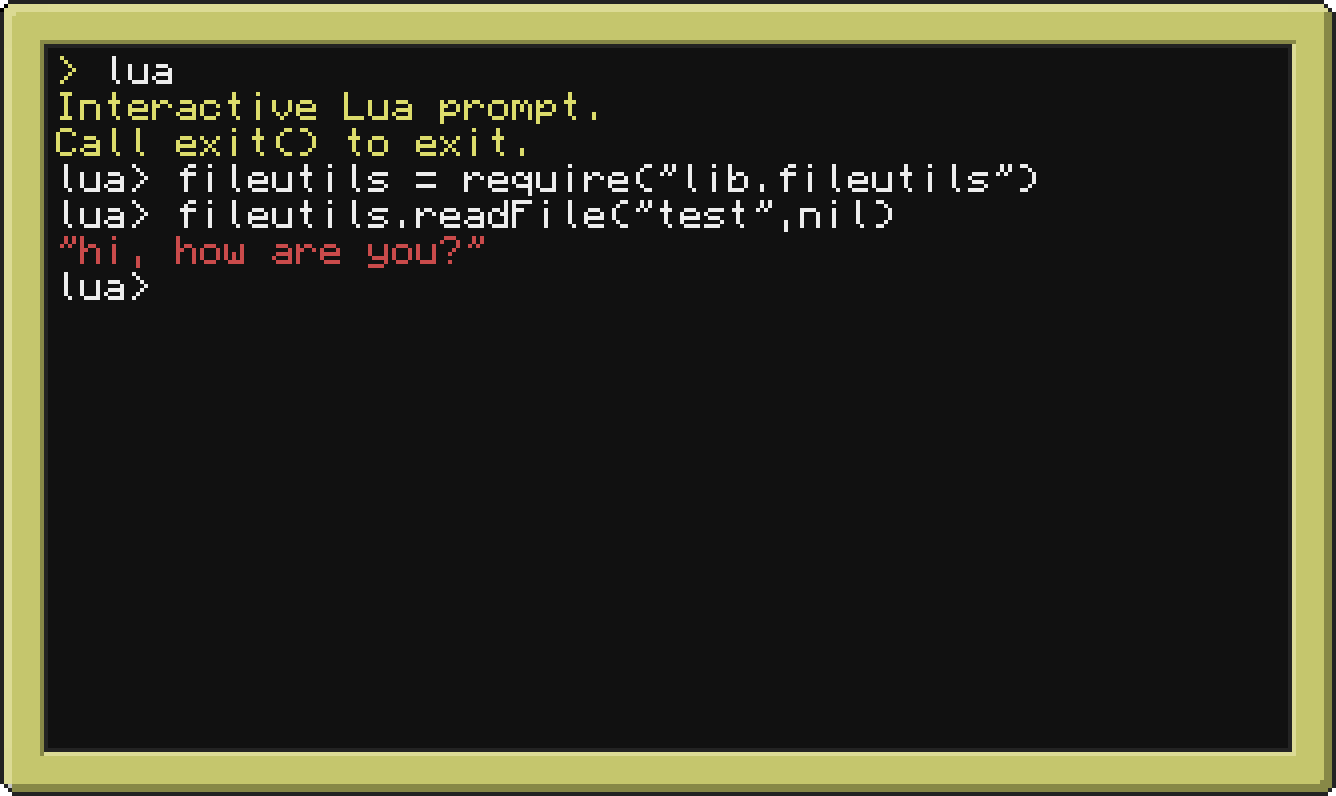 > lua
Interactive Lua prompt.
Call exit() to exit.
lua> fileutils = require("lib.fileutils")
lua> fileutils.readFile("test",nil)
"hi, how are you?"
lua>